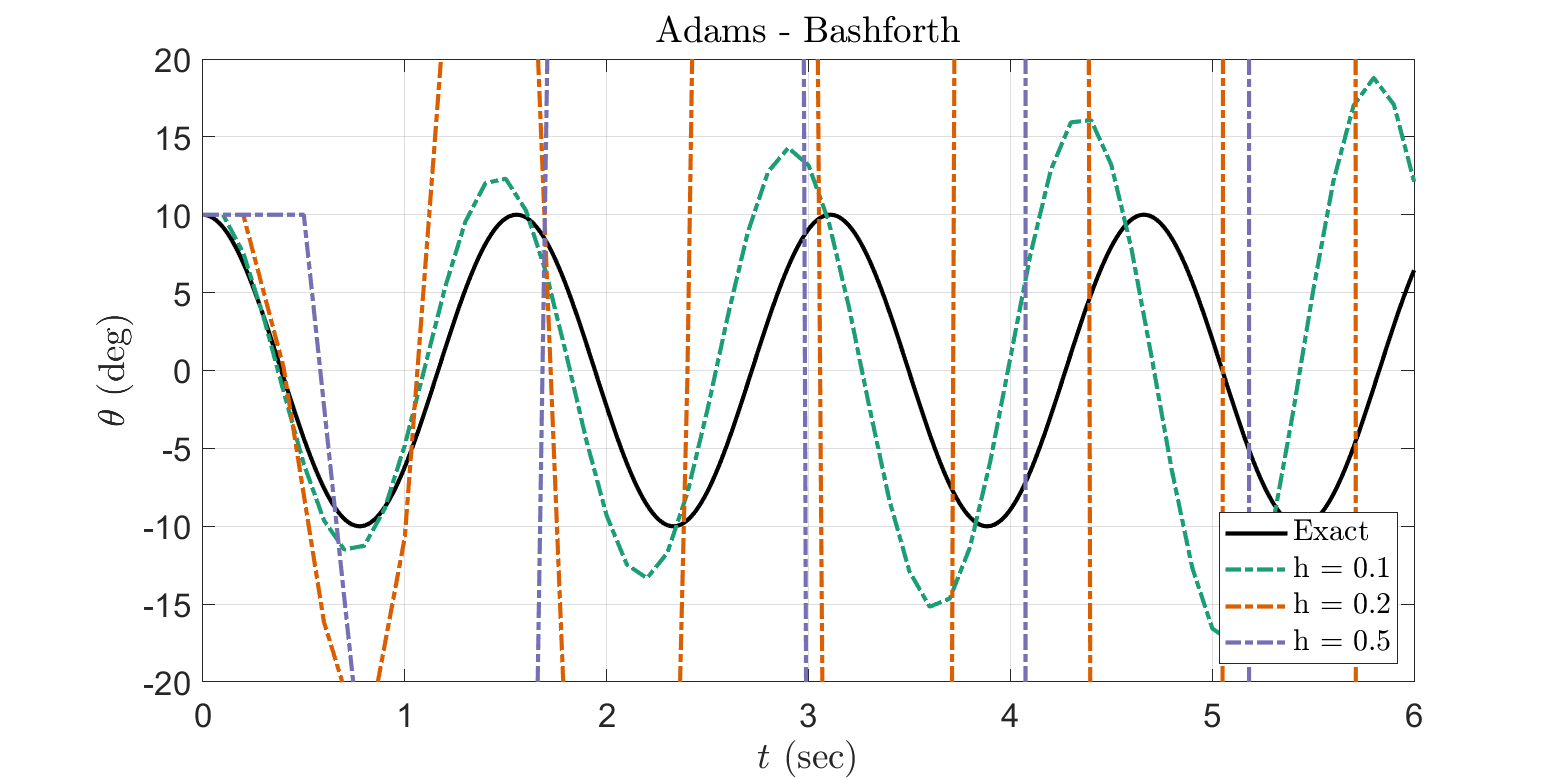 Adams - Bashforth
20
15
10
5
0
-5
-10
-15
-20
θ (deg)
0 1 2 3 4 5 6
t (sec)
Exact
h = 0.1
h = 0.2
h = 0.5